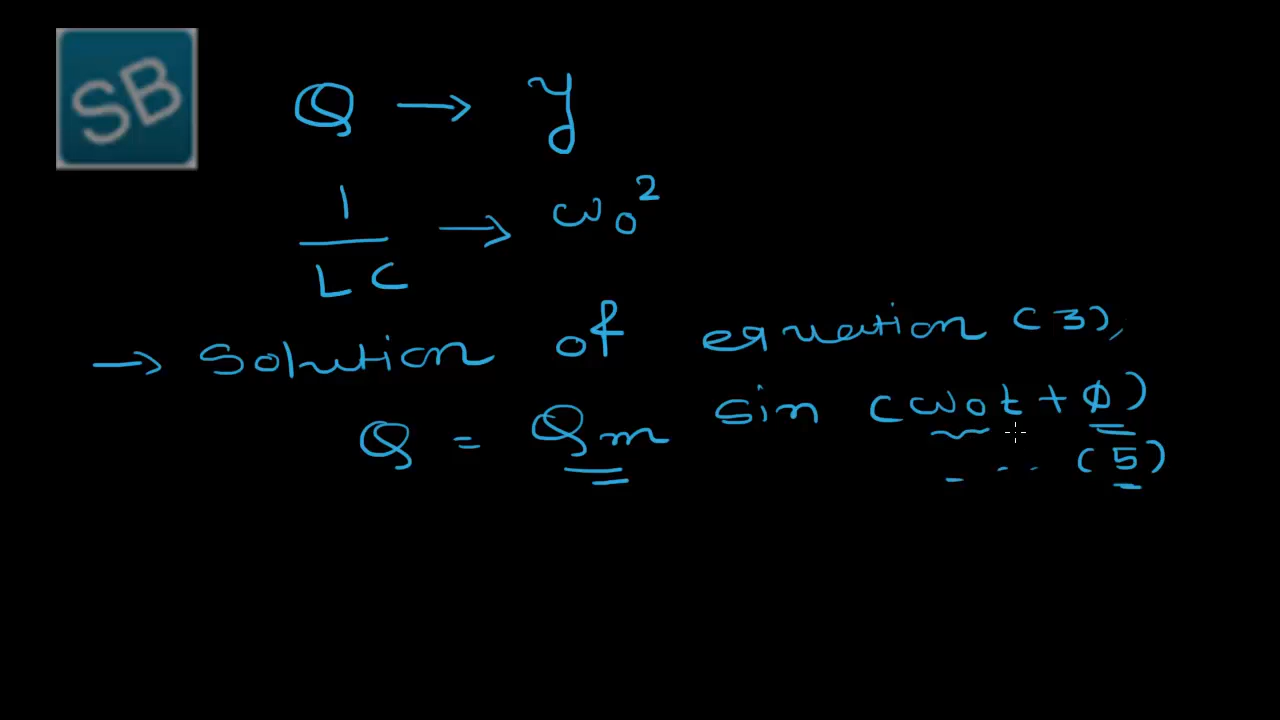 SB
Q → y
1/LC → ω₀²
→ Solution of equation (3),
Q = Qm sin (ω₀t + φ)
- - - - (5)